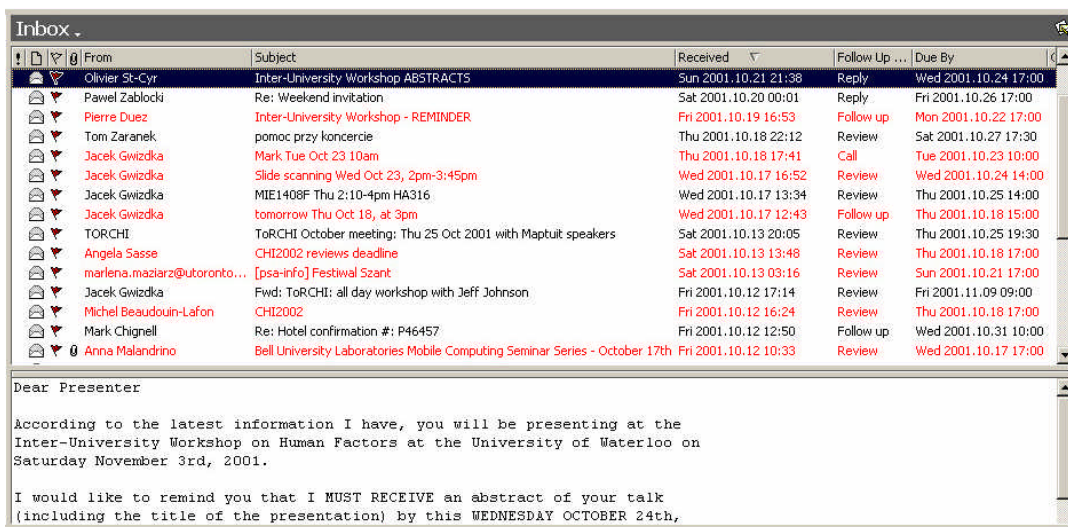 Inbox.
! From Subject Received Follow Up ... Due By
Olivier St-Cyr Inter-University Workshop ABSTRACTS Sun 2001.10.21 21:38 Reply Wed 2001.10.24 17:00
Pawel Zablocki Re: Weekend invitation Sat 2001.10.20 00:01 Reply Fri 2001.10.26 17:00
Pierre Duez Inter-University Workshop - REMINDER Fri 2001.10.19 16:53 Follow up Mon 2001.10.22 17:00
Tom Zaranek pomoc przy koncercie Thu 2001.10.18 22:12 Review Sat 2001.10.27 17:30
Jacek Gwizdka Mark Tue Oct 23 10am Thu 2001.10.18 17:41 Call Tue 2001.10.23 10:00
Jacek Gwizdka Slide scanning Wed Oct 23, 2pm-3:45pm Wed 2001.10.17 16:52 Review Wed 2001.10.24 14:00
Jacek Gwizdka MIE1408F Thu 2:10-4pm HA316 Wed 2001.10.17 13:34 Review Thu 2001.10.25 14:00
Jacek Gwizdka tomorrow Thu Oct 18, at 3pm Wed 2001.10.17 12:43 Follow up Thu 2001.10.18 15:00
TORCHI ToRCHI October meeting: Thu 25 Oct 2001 with Maptuit speakers Sat 2001.10.13 20:05 Review Thu 2001.10.25 19:30
Angela Sasse CHI2002 reviews deadline Sat 2001.10.13 13:48 Review Thu 2001.10.18 17:00
marlena.maziarz@utoronto... [psa-info] Festiwal Szant Sat 2001.10.13 03:16 Review Sun 2001.10.21 17:00
Jacek Gwizdka Fwd: ToRCHI: all day workshop with Jeff Johnson Fri 2001.10.12 17:14 Review Fri 2001.11.09 09:00
Michel Beaudouin-Lafon CHI2002 Fri 2001.10.12 16:24 Review Thu 2001.10.18 17:00
Mark Chignell Re: Hotel confirmation #: P46457 Fri 2001.10.12 12:50 Follow up Wed 2001.10.31 10:00
Anna Malandrino Bell University Laboratories Mobile Computing Seminar Series - October 17th Fri 2001.10.12 10:33 Review Wed 2001.10.17 17:00
Dear Presenter
According to the latest information I have, you will be presenting at the
Inter-University Workshop on Human Factors at the University of Waterloo on
Saturday November 3rd, 2001.
I would like to remind you that I MUST RECEIVE an abstract of your talk
(including the title of the presentation) by this WEDNESDAY OCTOBER 24th,